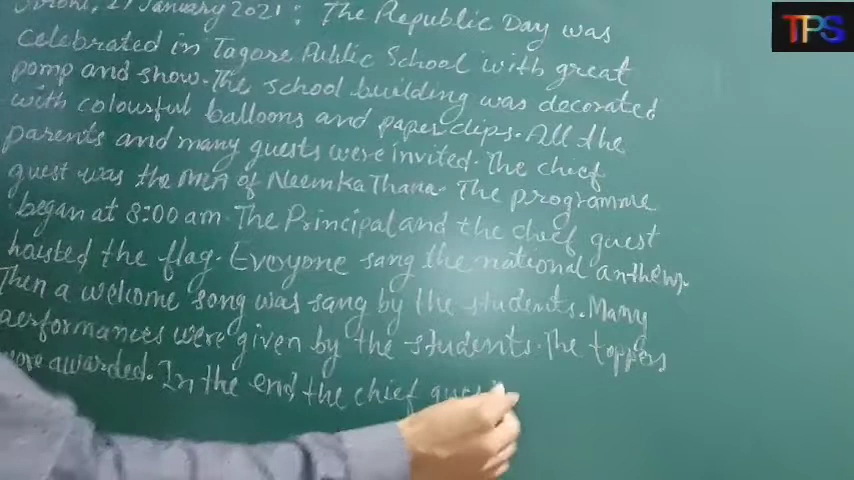 TPS
27 January 2021: The Republic Day was
celebrated in Tagore Public School with great
pomp and show. The school building was decorated
with colourful balloons and paper clips. All the
parents and many guests were invited. The chief
guest was the MLA of Neem Ka Thana. The programme
began at 8:00 am. The Principal and the chief guest
hoisted the flag. Everyone sang the national anthem.
Then a welcome song was sang by the students. Many
performances were given by the students. The toppers
were awarded. In the end, the chief guest